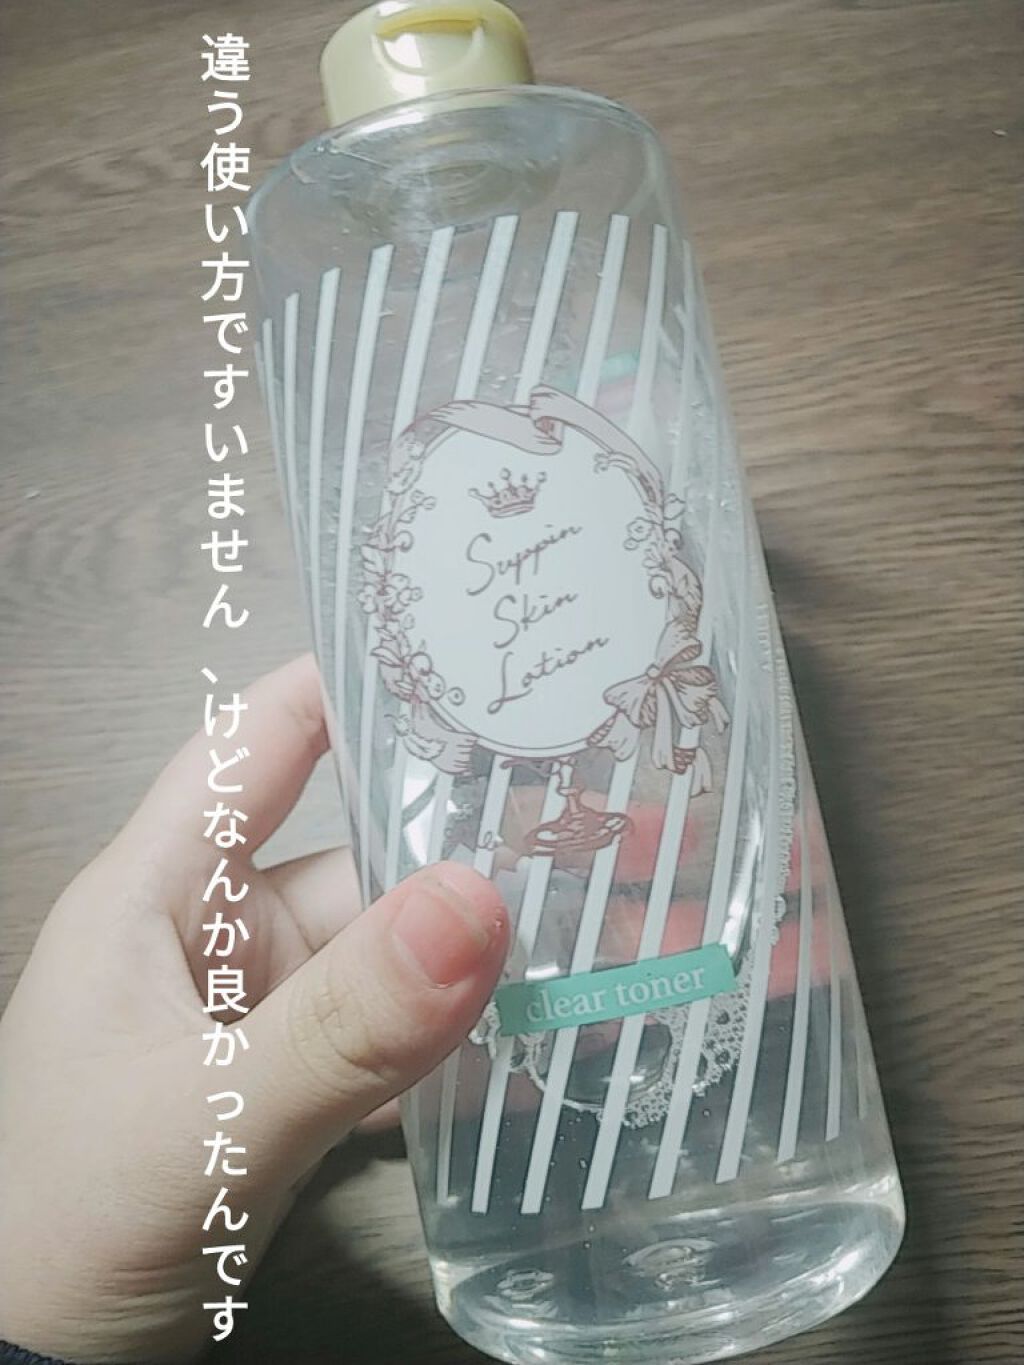 違う使い方ですいません、けどなんか良かったんです
Suppin
Skin
Lotion
clear toner